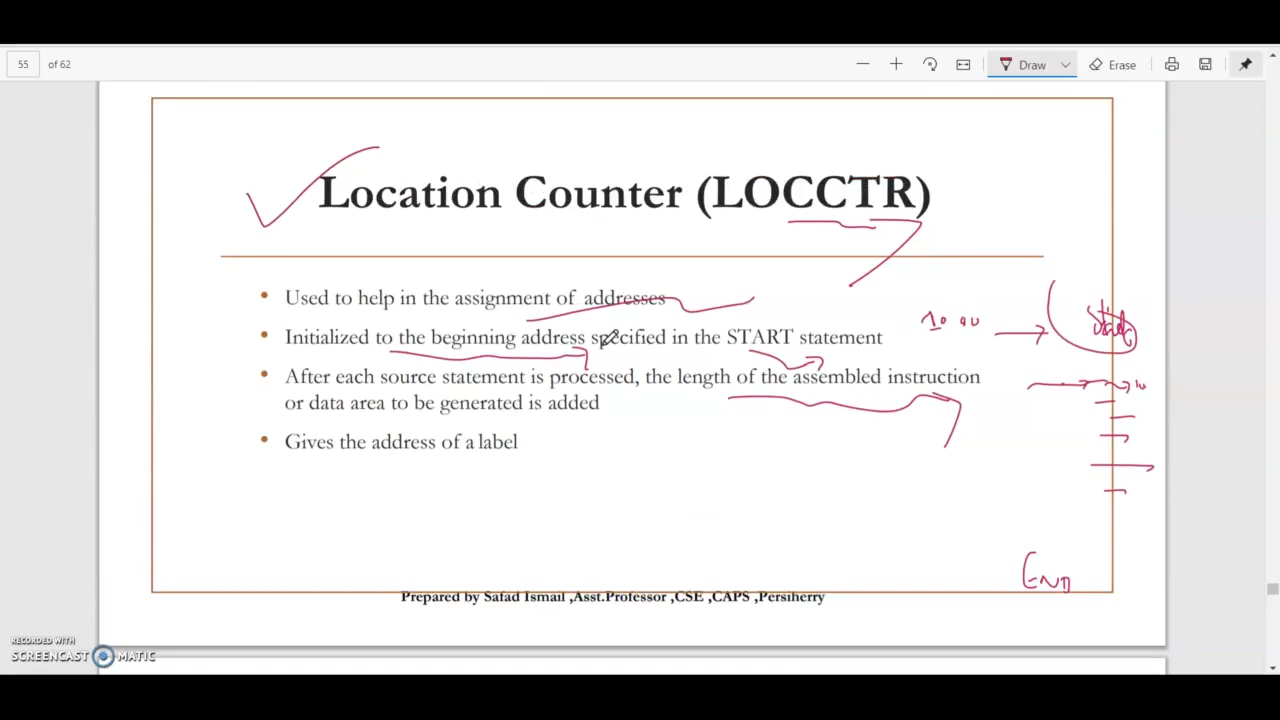 55 of 62
Draw
Erase
Location Counter (LOCCTR)
• Used to help in the assignment of addresses
• Initialized to the beginning address specified in the START statement
• After each source statement is processed, the length of the assembled instruction
or data area to be generated is added
• Gives the address of a label
END
Prepared by Safad Ismail ,Asst.Professor ,CSE ,CAPS ,Persiherry
RECORDED WITH
SCREENCAST MATIC